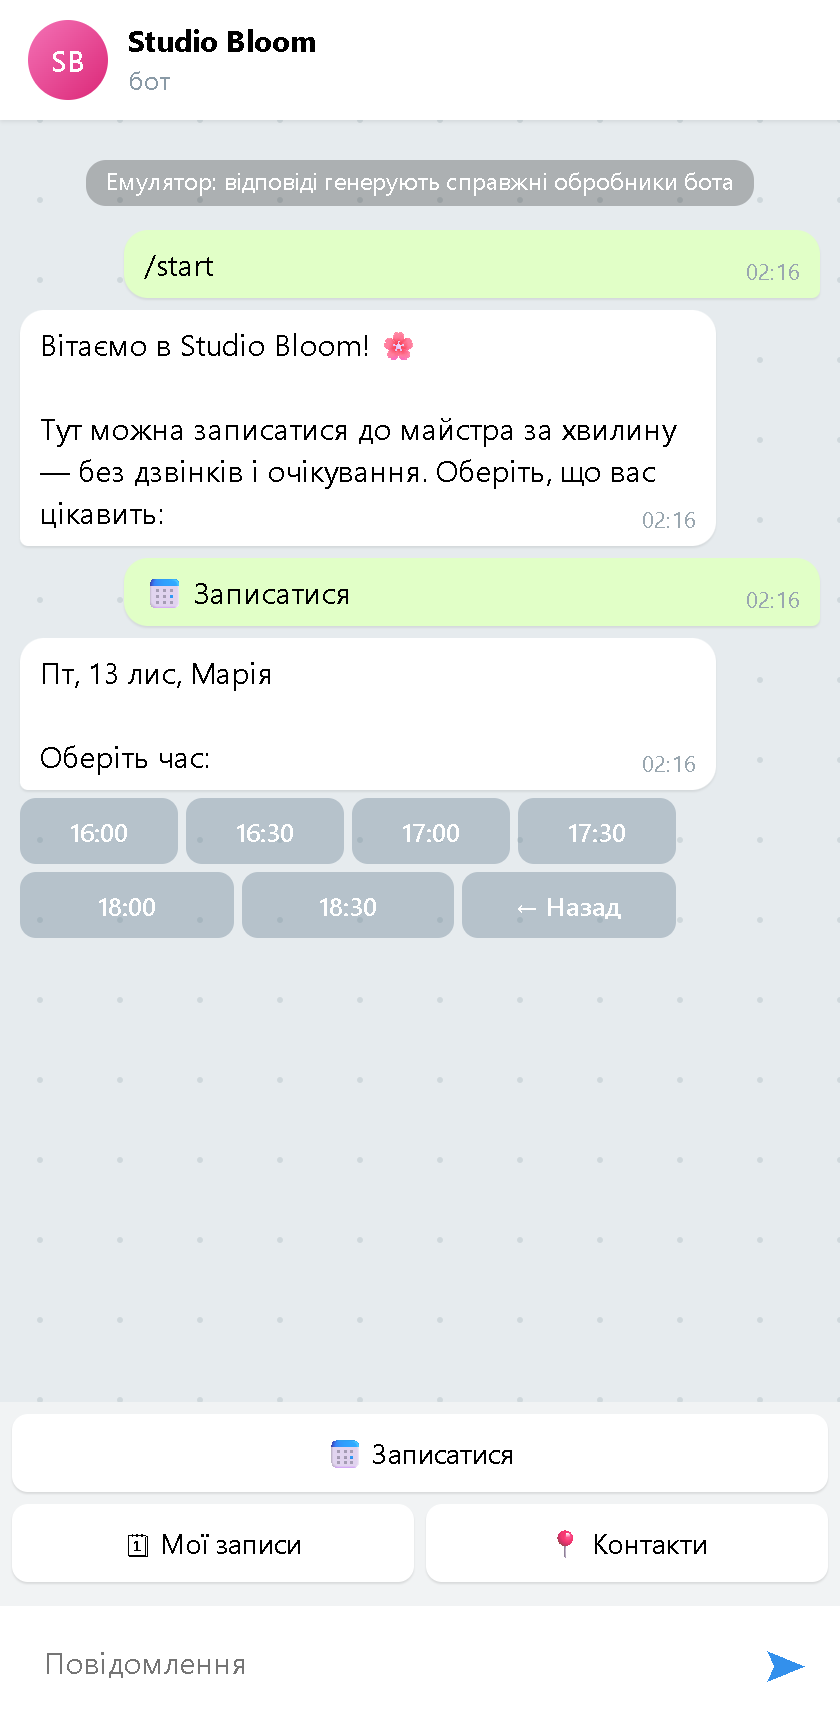 SB
Studio Bloom
бот
Емулятор: відповіді генерують справжні обробники бота
/start
02:16
Вітаємо в Studio Bloom! 🌸
Тут можна записатися до майстра за хвилину
— без дзвінків і очікування. Оберіть, що вас
цікавить:
02:16
Записатися
02:16
Пт, 13 лис, Марія
Оберіть час:
02:16
16:00 16:30 17:00 17:30
18:00 18:30 ← Назад
Записатися
Мої записи
Контакти
Повідомлення